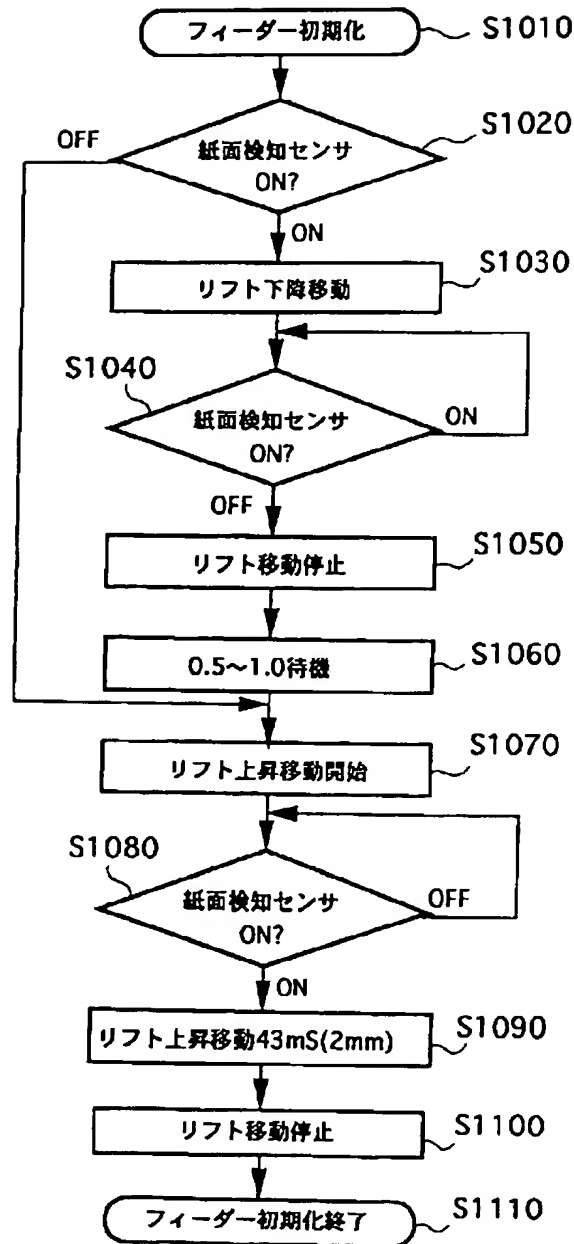 フィーダー初期化
S1010
S1020
OFF
紙面検知センサ
ON?
ON
S1030
リフト下降移動
S1040
紙面検知センサ
ON?
ON
OFF
S1050
リフト移動停止
S1060
0.5〜1.0待機
S1070
リフト上昇移動開始
S1080
紙面検知センサ
ON?
OFF
ON
S1090
リフト上昇移動43mS(2mm)
S1100
リフト移動停止
S1110
フィーダー初期化終了